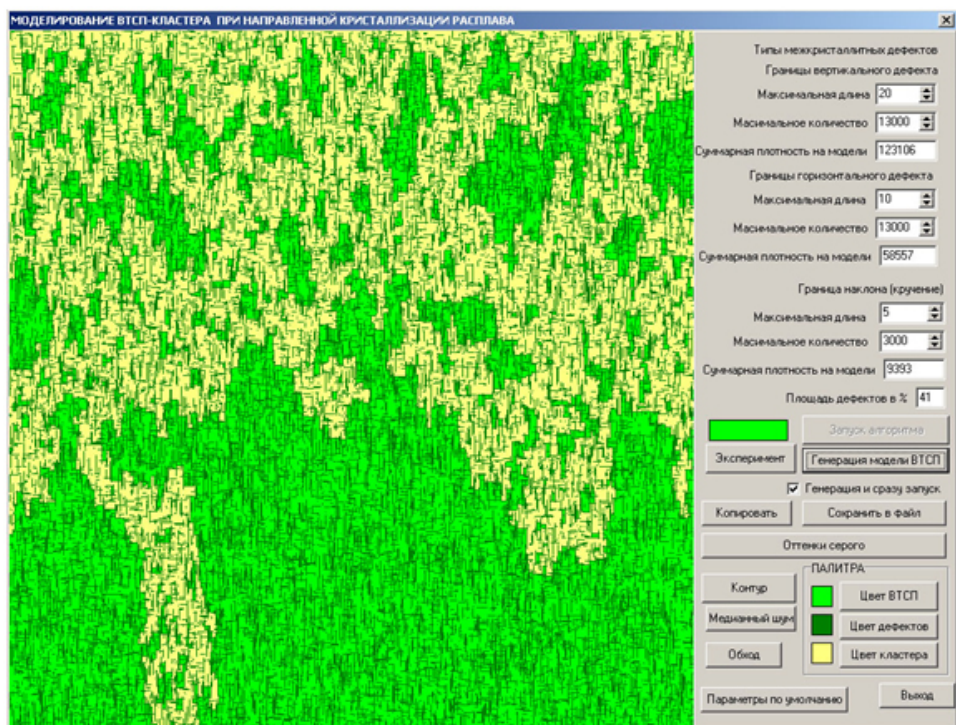 МОДЕЛИРОВАНИЕ ВТСП-КЛАСТЕРА ПРИ НАПРАВЛЕННОЙ КРИСТАЛЛИЗАЦИИ РАСПЛАВА
Типы межкристаллитных дефектов
Границы вертикального дефекта
Максимальная длина 20
Масимальное количество 13000
Суммарная плотность на модели 123106
Границы горизонтального дефекта
Максимальная длина 10
Масимальное количество 13000
Суммарная плотность на модели 58557
Граница наклона (кручение)
Максимальная длина 5
Масимальное количество 3000
Суммарная плотность на модели 9393
Площадь дефектов в % 41
Запуск алгоритма
Эксперимент Генерация модели ВТСП
Генерация и сразу запуск
Копировать Сохранить в файл
Оттенки серого
ПАЛИТРА
Контур Цвет ВТСП
Медианный шум Цвет дефектов
Обход Цвет кластера
Параметры по умолчанию Выход